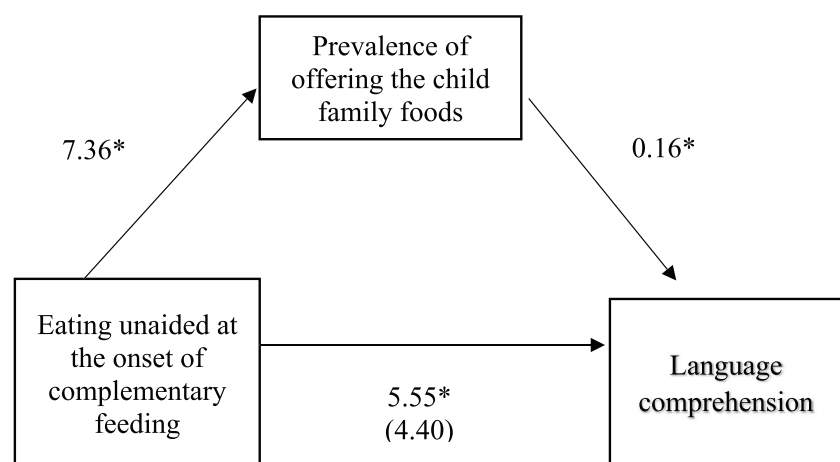 Prevalence of
offering the child
family foods
7.36*
0.16*
Eating unaided at
the onset of
complementary
feeding
5.55*
(4.40)
Language
comprehension